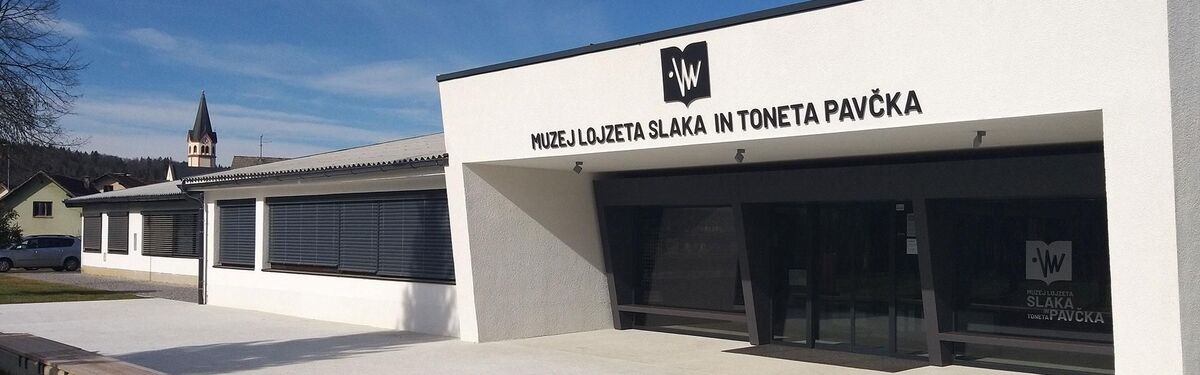 MUZEJ LOJZETA SLAKA IN TONETA PAVČKA
MUZEJ LOJZETA
SLAKA
IN
TONETA PAVČKA